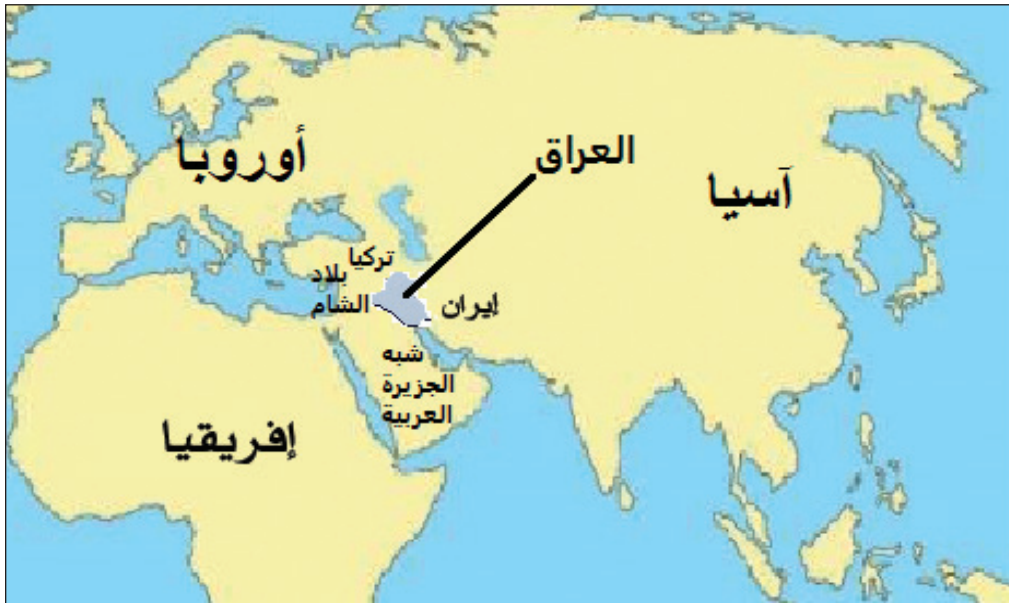 العراق
أوروبا
آسيا
تركيا
بلاد
الشام
إيران
شبه
الجزيرة
العربية
إفريقيا